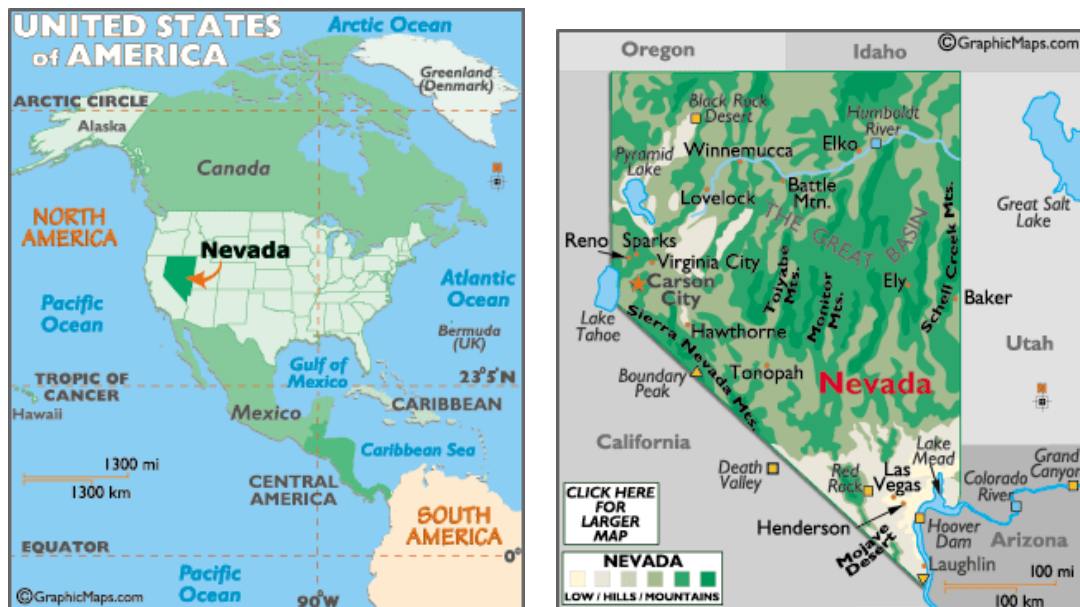 UNITED STATES
of AMERICA
Arctic Ocean
Greenland
(Denmark)
ARCTIC CIRCLE
Alaska
Canada
NORTH
AMERICA
Nevada
Pacific
Ocean
Atlantic
Ocean
Bermuda
(UK)
Gulf of
Mexico
TROPIC OF
CANCER
23°5'N
Hawaii
Mexico
CARIBBEAN
Caribbean Sea
1300 mi
1300 km
CENTRAL
AMERICA
SOUTH
AMERICA
EQUATOR
0°
Pacific
Ocean
©GraphicMaps.com
90°W
Oregon
Idaho
©GraphicMaps.com
Black Rock
Desert
Humboldt
River
Pyramid
Lake
Winnemucca
Elko
Lovelock
Battle
Mtn.
THE GREAT BASIN
Great Salt
Lake
Reno
Sparks
Virginia City
Carson
City
Toiyabe
Mts.
Monitor
Mts.
Ely
Schell Creek Mts.
Baker
Lake
Tahoe
Sierra Nevada Mts.
Hawthorne
Utah
Boundary
Peak
Tonopah
Nevada
California
Death
Valley
Red
Rock
Las
Vegas
Lake
Mead
Colorado
River
Grand
Canyon
CLICK HERE
FOR
LARGER
MAP
Henderson
Hoover
Dam
Mojave
Desert
Arizona
Laughlin
NEVADA
LOW / HILLS / MOUNTAINS
100 mi
100 km